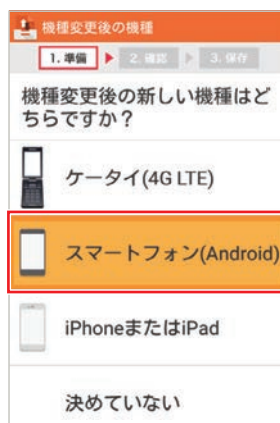 機種変更後の機種
1. 準備
2. 確認
3. 保存
機種変更後の新しい機種はど
ちらですか？
ケータイ(4G LTE)
スマートフォン(Android)
iPhoneまたはiPad
決めていない